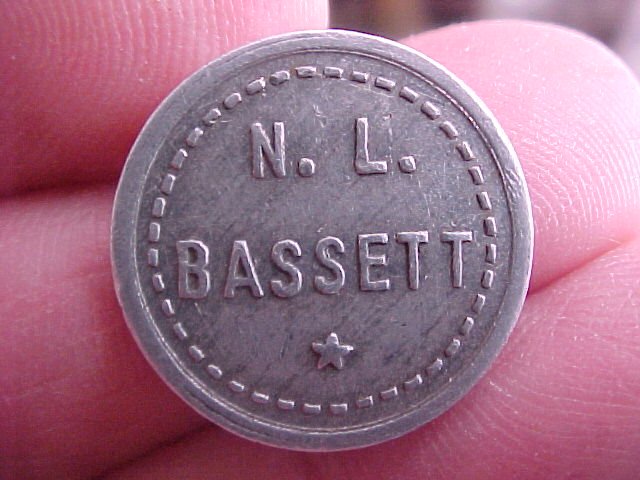 N. L.
BASSETT